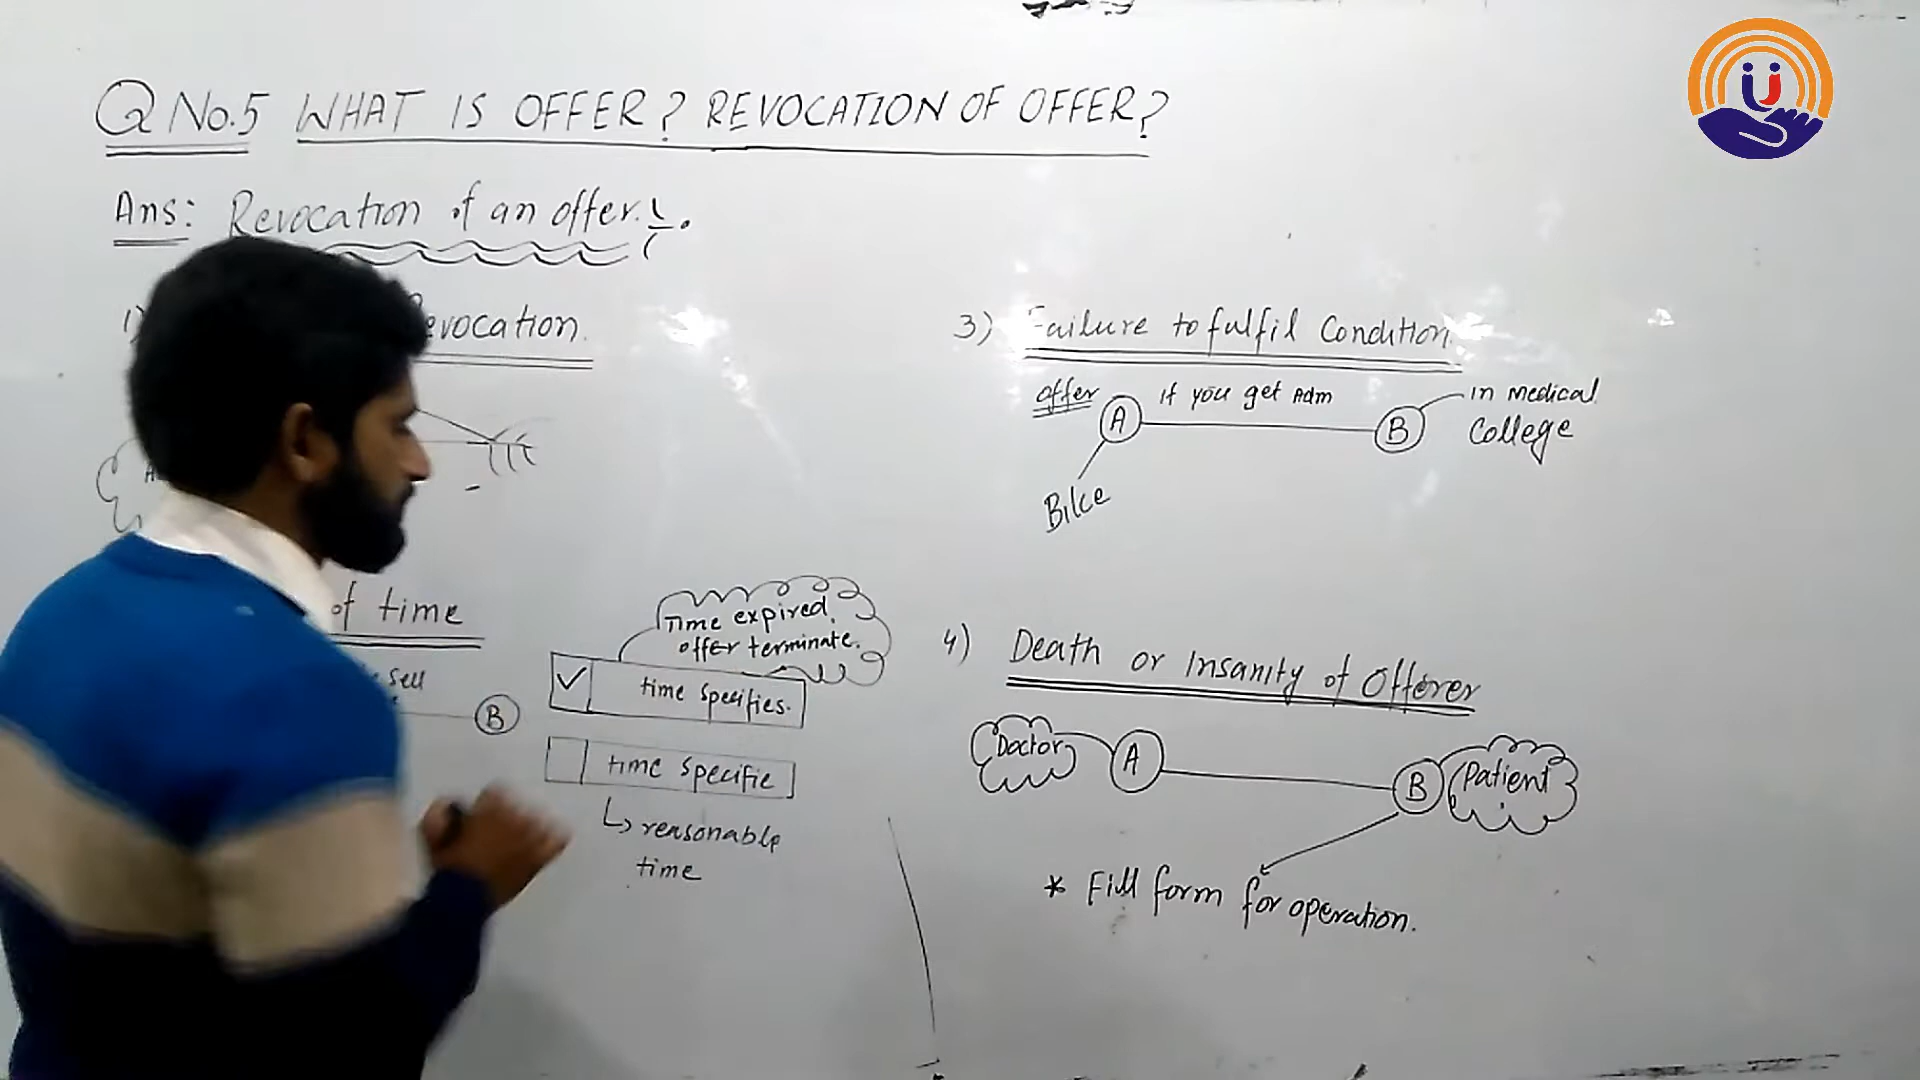 Q No.5 WHAT IS OFFER? REVOCATION OF OFFER?
Ans: Revocation of an offer.
1)
evocation.
of time
sell
B
Time expired,
offer terminate.
✓ time specifies.
time specific
↳ reasonable
time
3) Failure to fulfil Condition.
offer A if you get Adm B in medical
College
Bike
4) Death or Insanity of Offerer
Doctor A B Patient
* Fill form for operation.